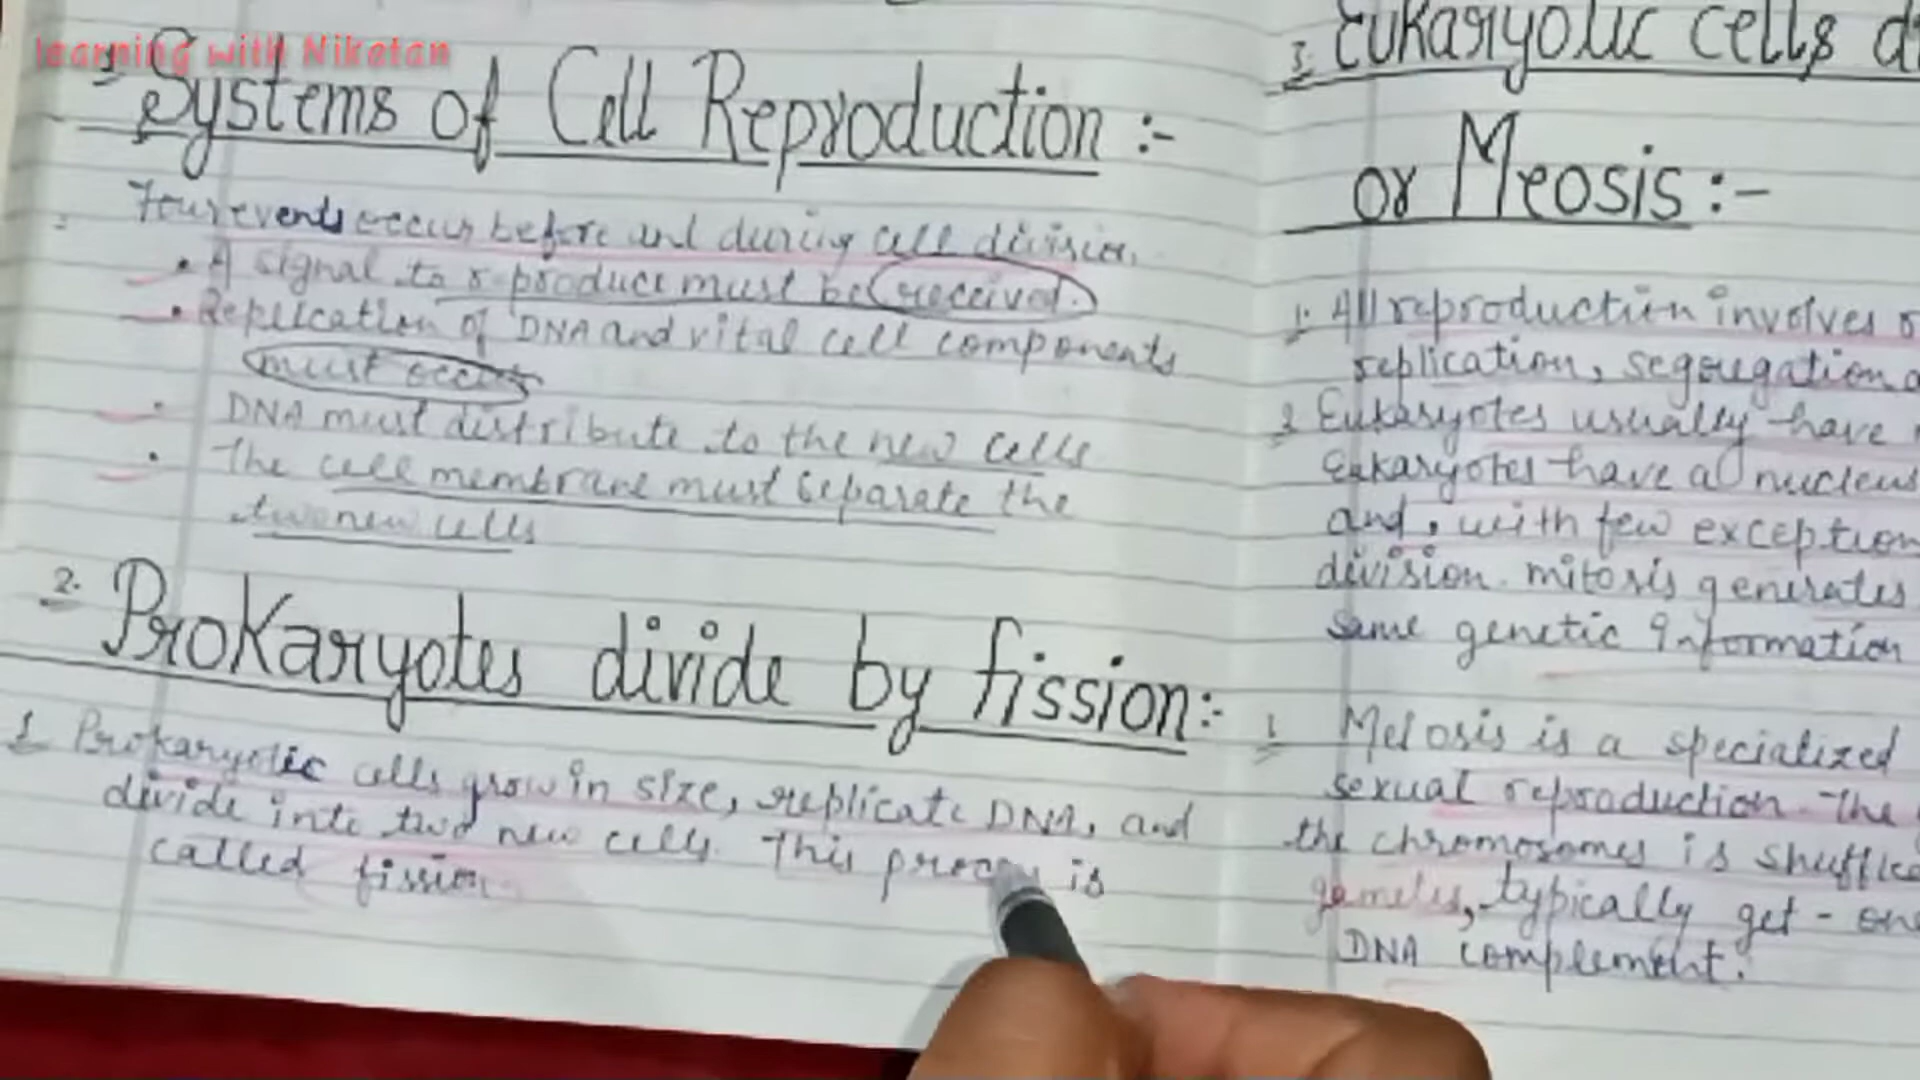 learning with Niketan
1 Systems of Cell Reproduction :-
Four events occur before and during cell division.
• A signal to reproduce must be received.
• Replication of DNA and vital cell components
must occur
• DNA must distribute to the new cells
• The cell membrane must separate the
two new cells
2. Prokaryotes divide by fission:-
1 Prokaryotic cells grow in size, replicate DNA, and
divide into two new cells. This process is
called fission.
3. Eukaryotic cells di
or Meosis :-
1. All reproduction involves
replication, segregation
2 Eukaryotes usually have
Eukaryotes have a nucleus
and, with few exception
division. mitosis generates
same genetic Information
1 Meiosis is a specialized
sexual reproduction. The
the chromosomes is shuffle
gametes, typically get - one
DNA complement.